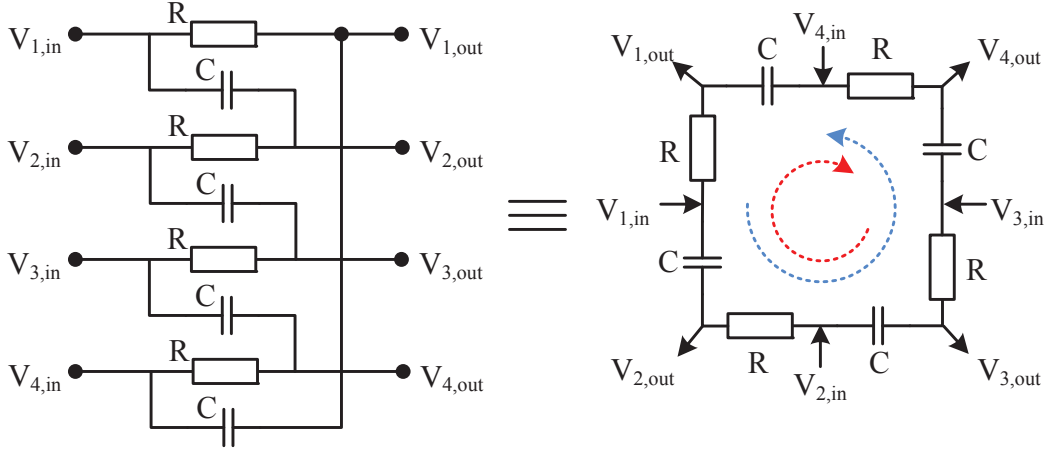 R
V1,in
V1,out
C
R
V2,in
V2,out
C
R
V3,in
V3,out
C
R
V4,in
V4,out
C
V4,in
V1,out
C
R
V4,out
R
C
V1,in
V3,in
C
R
V2,out
R
V2,in
C
V3,out